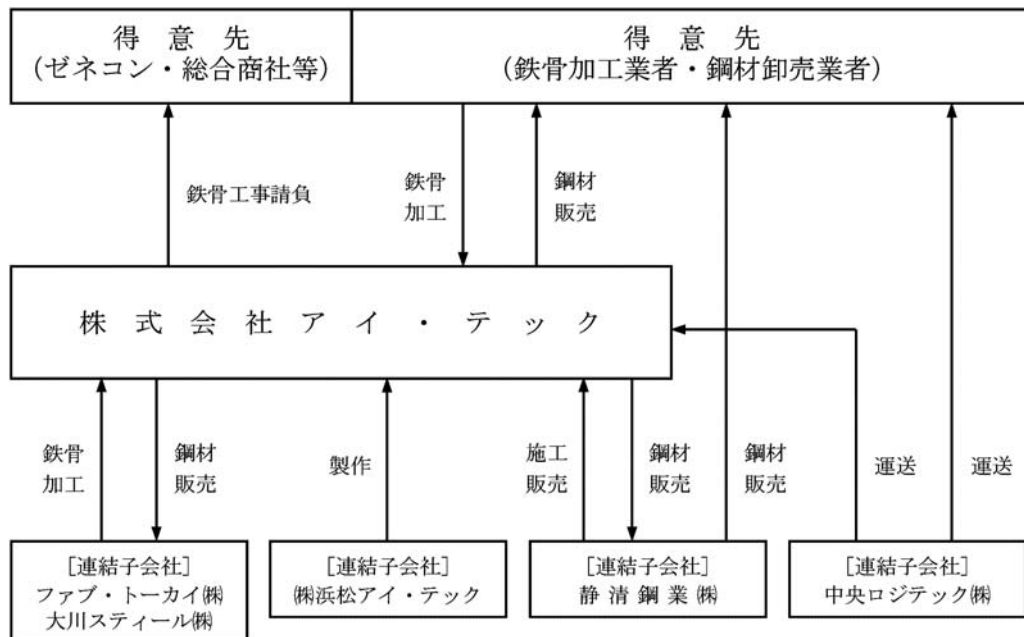 得意先
(ゼネコン・総合商社等)
得意先
(鉄骨加工業者・鋼材卸売業者)
鉄骨工事請負
鉄骨
加工
鋼材
販売
株式会社アイ・テック
鉄骨
加工
鋼材
販売
製作
施工
販売
鋼材
販売
鋼材
販売
運送
運送
[連結子会社]
ファブ・トーカイ㈱
大川スティール㈱
[連結子会社]
㈱浜松アイ・テック
[連結子会社]
静清鋼業㈱
[連結子会社]
中央ロジテック㈱